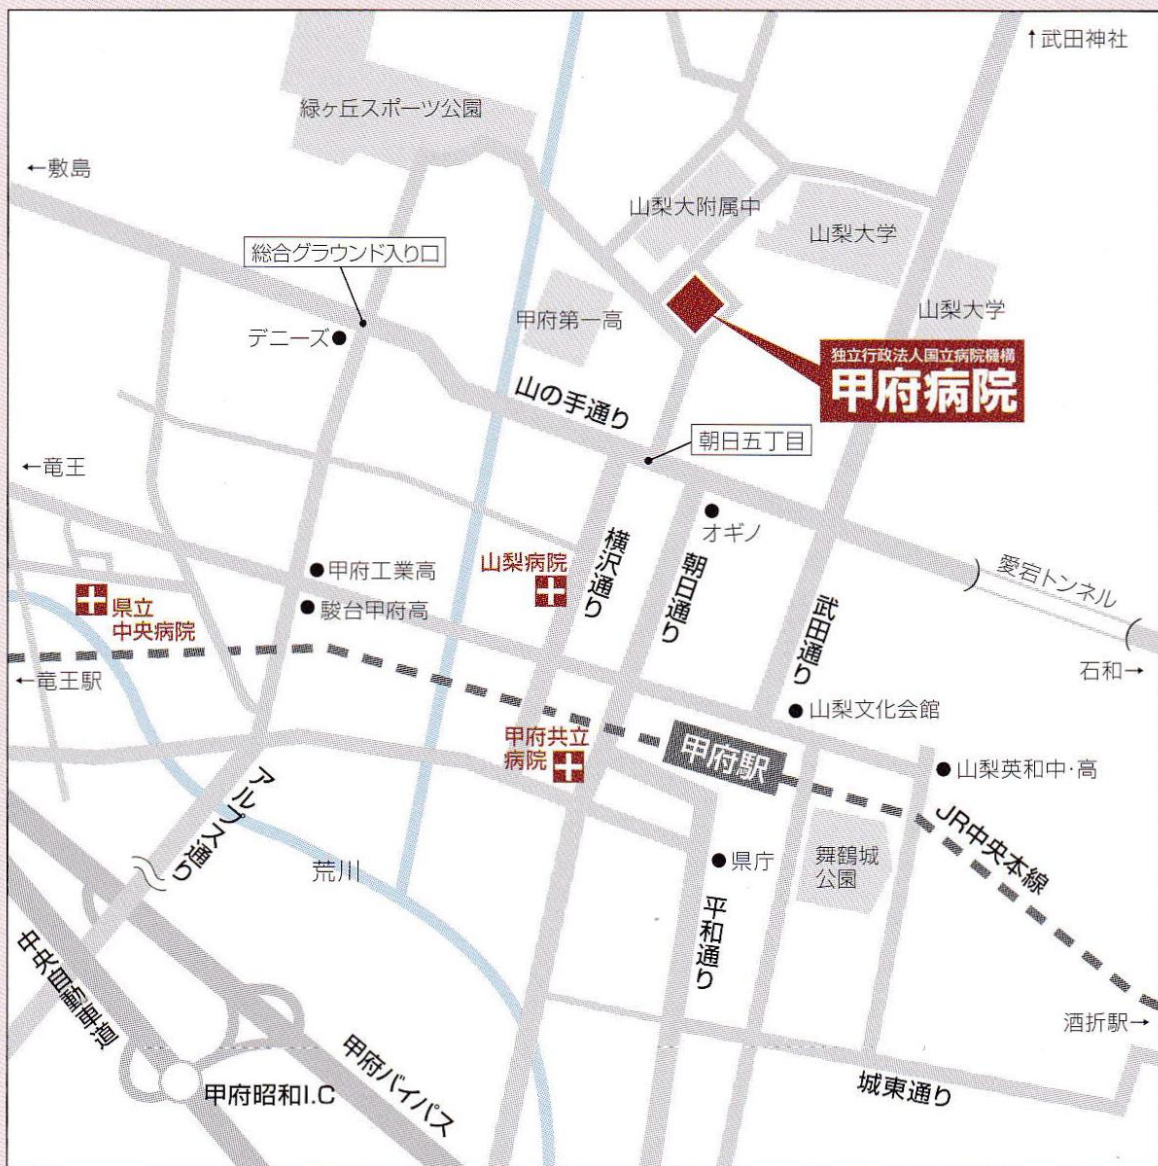 ↑武田神社
緑ヶ丘スポーツ公園
←敷島
山梨大附属中
山梨大学
総合グラウンド入り口
山梨大学
甲府第一高
デニーズ
独立行政法人国立病院機構
甲府病院
山の手通り
朝日五丁目
←竜王
オギノ
横沢通り
朝日通り
山梨病院
甲府工業高
愛宕トンネル
駿台甲府高
武田通り
県立
中央病院
石和→
←竜王駅
山梨文化会館
甲府共立
病院
甲府駅
山梨英和中・高
アルプス通り
JR中央本線
荒川
県庁
舞鶴城
公園
平和通り
中央自動車道
酒折駅→
甲府バイパス
甲府昭和I.C
城東通り